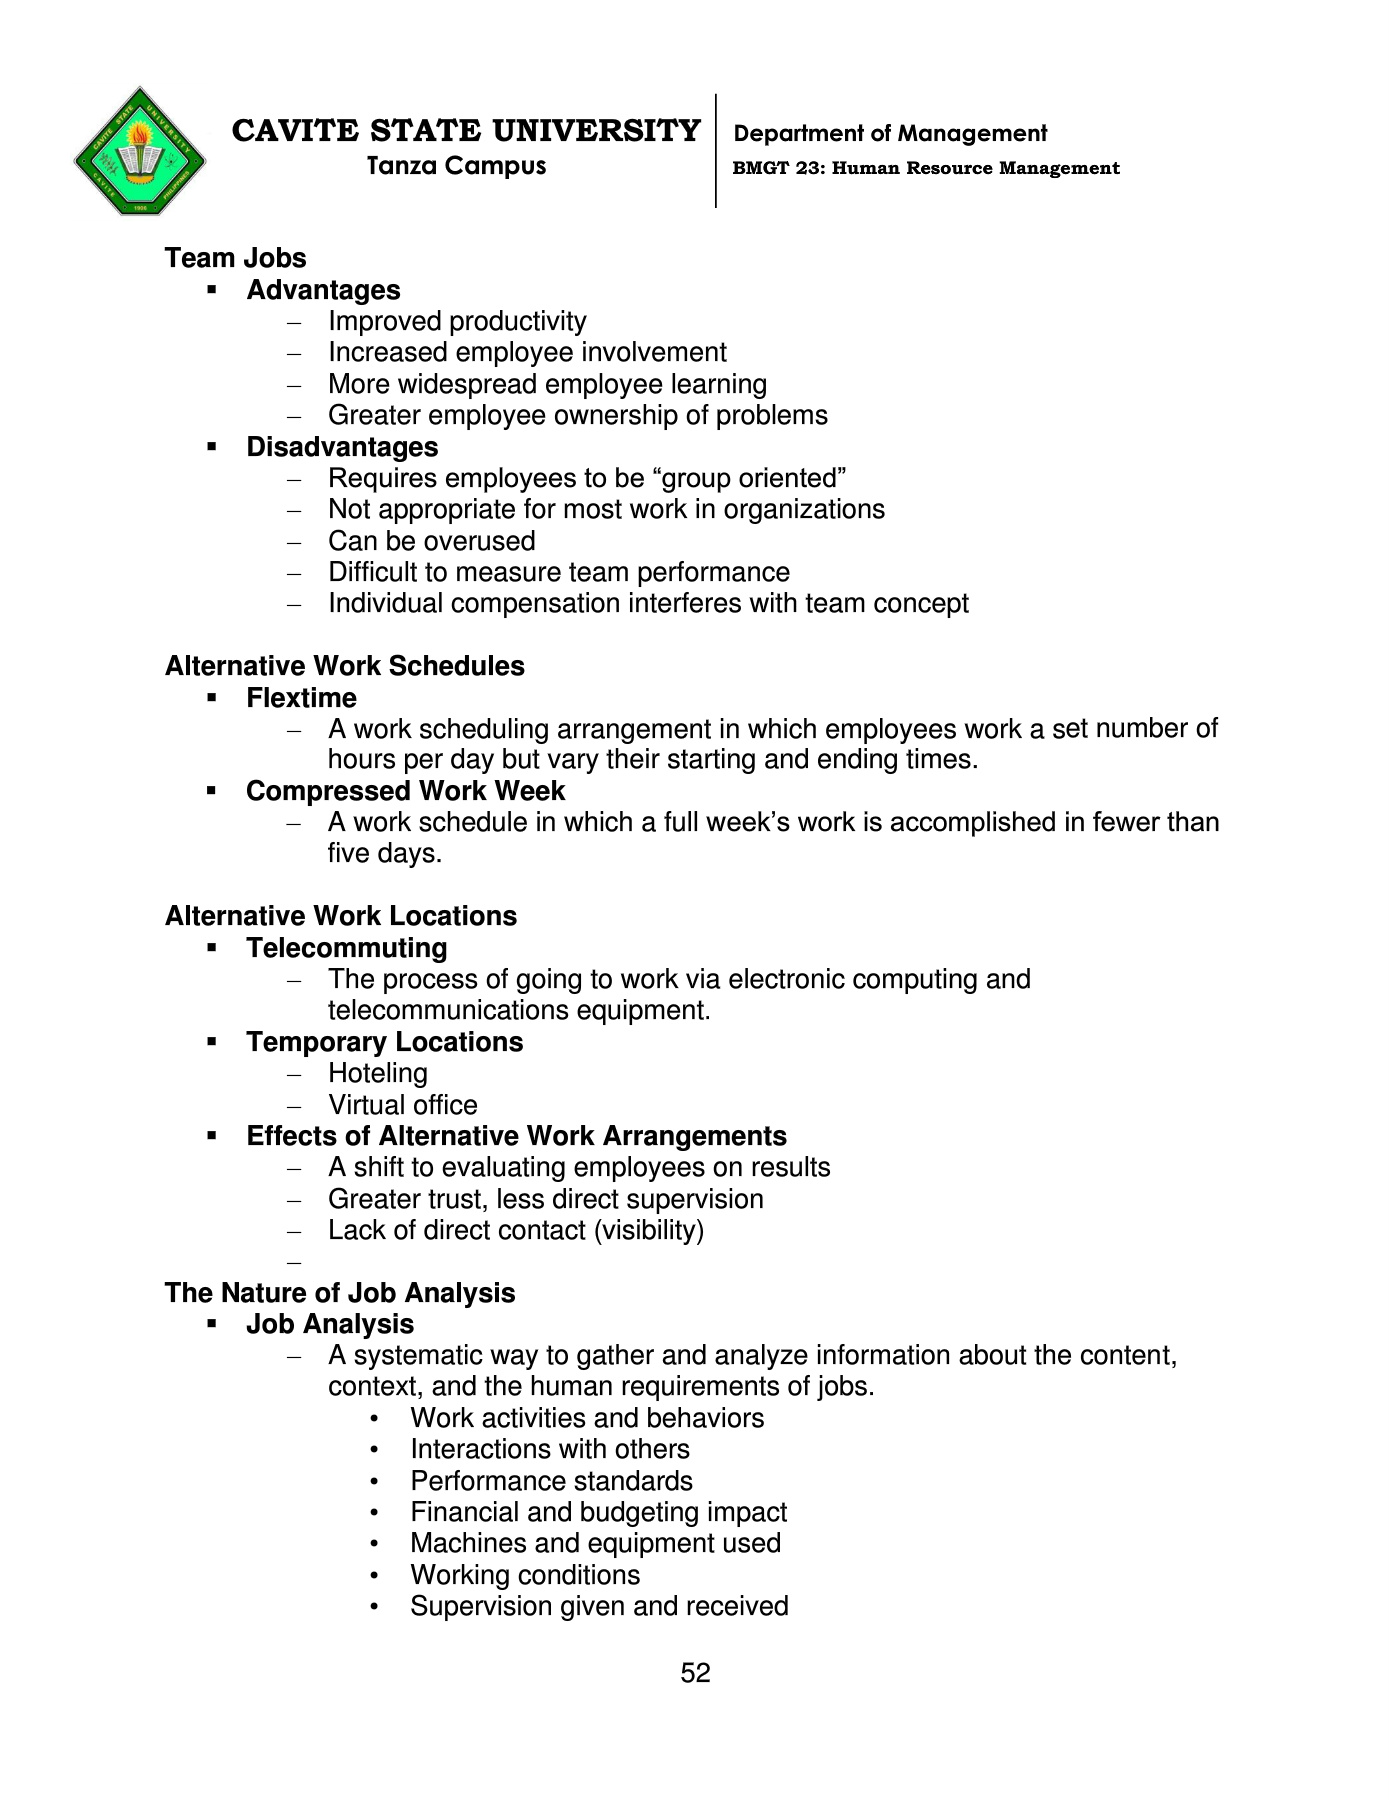 CAVITE STATE UNIVERSITY
Tanza Campus
Department of Management
BMGT 23: Human Resource Management
CAVITE STATE UNIVERSITY
CAVITE
PHILIPPINES
1906
Team Jobs
▪ Advantages
– Improved productivity
– Increased employee involvement
– More widespread employee learning
– Greater employee ownership of problems
▪ Disadvantages
– Requires employees to be “group oriented”
– Not appropriate for most work in organizations
– Can be overused
– Difficult to measure team performance
– Individual compensation interferes with team concept
Alternative Work Schedules
▪ Flextime
– A work scheduling arrangement in which employees work a set number of
hours per day but vary their starting and ending times.
▪ Compressed Work Week
– A work schedule in which a full week’s work is accomplished in fewer than
five days.
Alternative Work Locations
▪ Telecommuting
– The process of going to work via electronic computing and
telecommunications equipment.
▪ Temporary Locations
– Hoteling
– Virtual office
▪ Effects of Alternative Work Arrangements
– A shift to evaluating employees on results
– Greater trust, less direct supervision
– Lack of direct contact (visibility)
–
The Nature of Job Analysis
▪ Job Analysis
– A systematic way to gather and analyze information about the content,
context, and the human requirements of jobs.
• Work activities and behaviors
• Interactions with others
• Performance standards
• Financial and budgeting impact
• Machines and equipment used
• Working conditions
• Supervision given and received
52